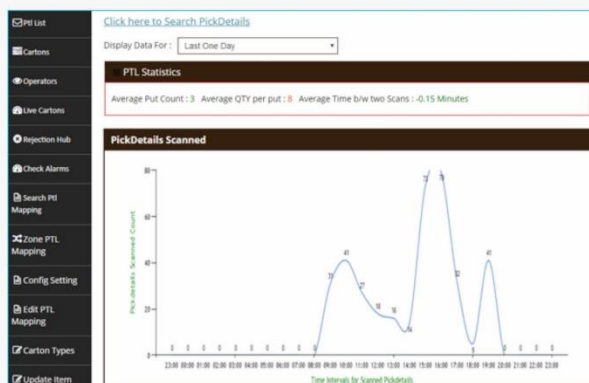 Ptl List
Cartons
Operators
Live Cartons
Rejection Hub
Check Alarms
Search Ptl
Mapping
Zone PTL
Mapping
Config Setting
Edit PTL
Mapping
Carton Types
Update Item
Click here to Search PickDetails
Display Data For : Last One Day
PTL Statistics
Average Put Count : 3 Average QTY per put : 8 Average Time b/w two Scans : -0.15 Minutes
PickDetails Scanned
Pickdetails Scanned Count
80
60
40
20
0
0 0 0 0 0 0 0 0 0 0 41 18 16 75 78 5 41 0 0 0 0
23:00 00:00 01:00 02:00 03:00 04:00 05:00 06:00 07:00 08:00 09:00 10:00 11:00 12:00 13:00 14:00 15:00 16:00 17:00 18:00 19:00 20:00 21:00 22:00 23:00
Time Intervals for Scanned Pickdetails